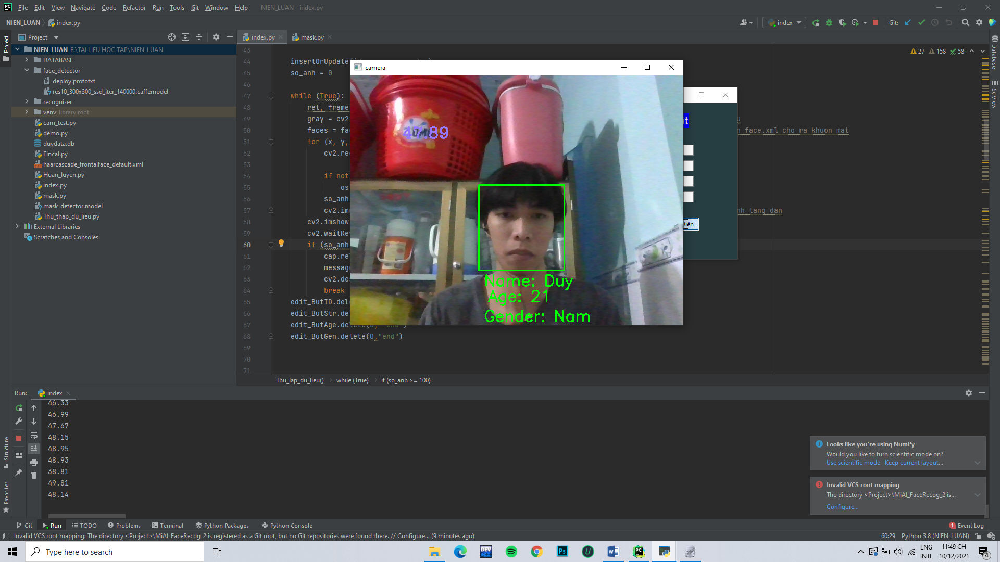 PC File Edit View Navigate Code Refactor Run Tools Git Window Help NIEN_LUAN - index.py
NIEN_LUAN index.py
index Git:
Project
Project
NIEN_LUAN E:\TAI LIEU HOC TAP\NIEN_LUAN
DATABASE
face_detector
deploy.prototxt
res10_300x300_ssd_iter_140000.caffemodel
recognizer
venv library root
cam_test.py
demo.py
duydata.db
Fincal.py
haarcascade_frontalface_default.xml
Huan_luyen.py
index.py
mask.py
mask_detector.model
Thu_thap_du_lieu.py
External Libraries
Scratches and Consoles
index.py mask.py
27 158 58
43
44 insertOrUpdate(
45 so_anh = 0
46
47 while (True):
48 ret, frame
49 gray = cv2
50 faces = fa face.xml cho ra khuon mat
51 for (x, y,
52 cv2.re
53
54 if not
55 os
56 so_anh
57 cv2.im nh tang dan
58 cv2.imshow
59 cv2.waitKe
60 if (so_anh
61 cap.re
62 messag
63 cv2.de
64 break
65 edit_ButID.del
66 edit_ButStr.de
67 edit_ButAge.delete(0, "end")
68 edit_ButGen.delete(0,"end")
69
70
71
camera
47.89
Name: Duy
Age: 21
Gender: Nam
Diện
Thu_lap_du_lieu() while (True) if (so_anh >= 100)
Database
SciView
Run: index
46.33
46.99
47.67
48.15
48.95
48.93
38.81
49.81
48.14
Structure
Favorites
Looks like you're using NumPy
Would you like to turn scientific mode on?
Use scientific mode Keep current layout...
Invalid VCS root mapping
The directory <Project>\MiAI_FaceRecog_2 is...
Configure...
Git Run TODO Problems Terminal Python Packages Python Console 1 Event Log
Invalid VCS root mapping: The directory <Project>\MiAI_FaceRecog_2 is registered as a Git root, but no Git repositories were found there. // Configure... (9 minutes ago) 60:29 Python 3.8 (NIEN_LUAN)
Type here to search
DEV
Ps
U
W
PC
ENG
INTL
11:49 CH
10/12/2021
4